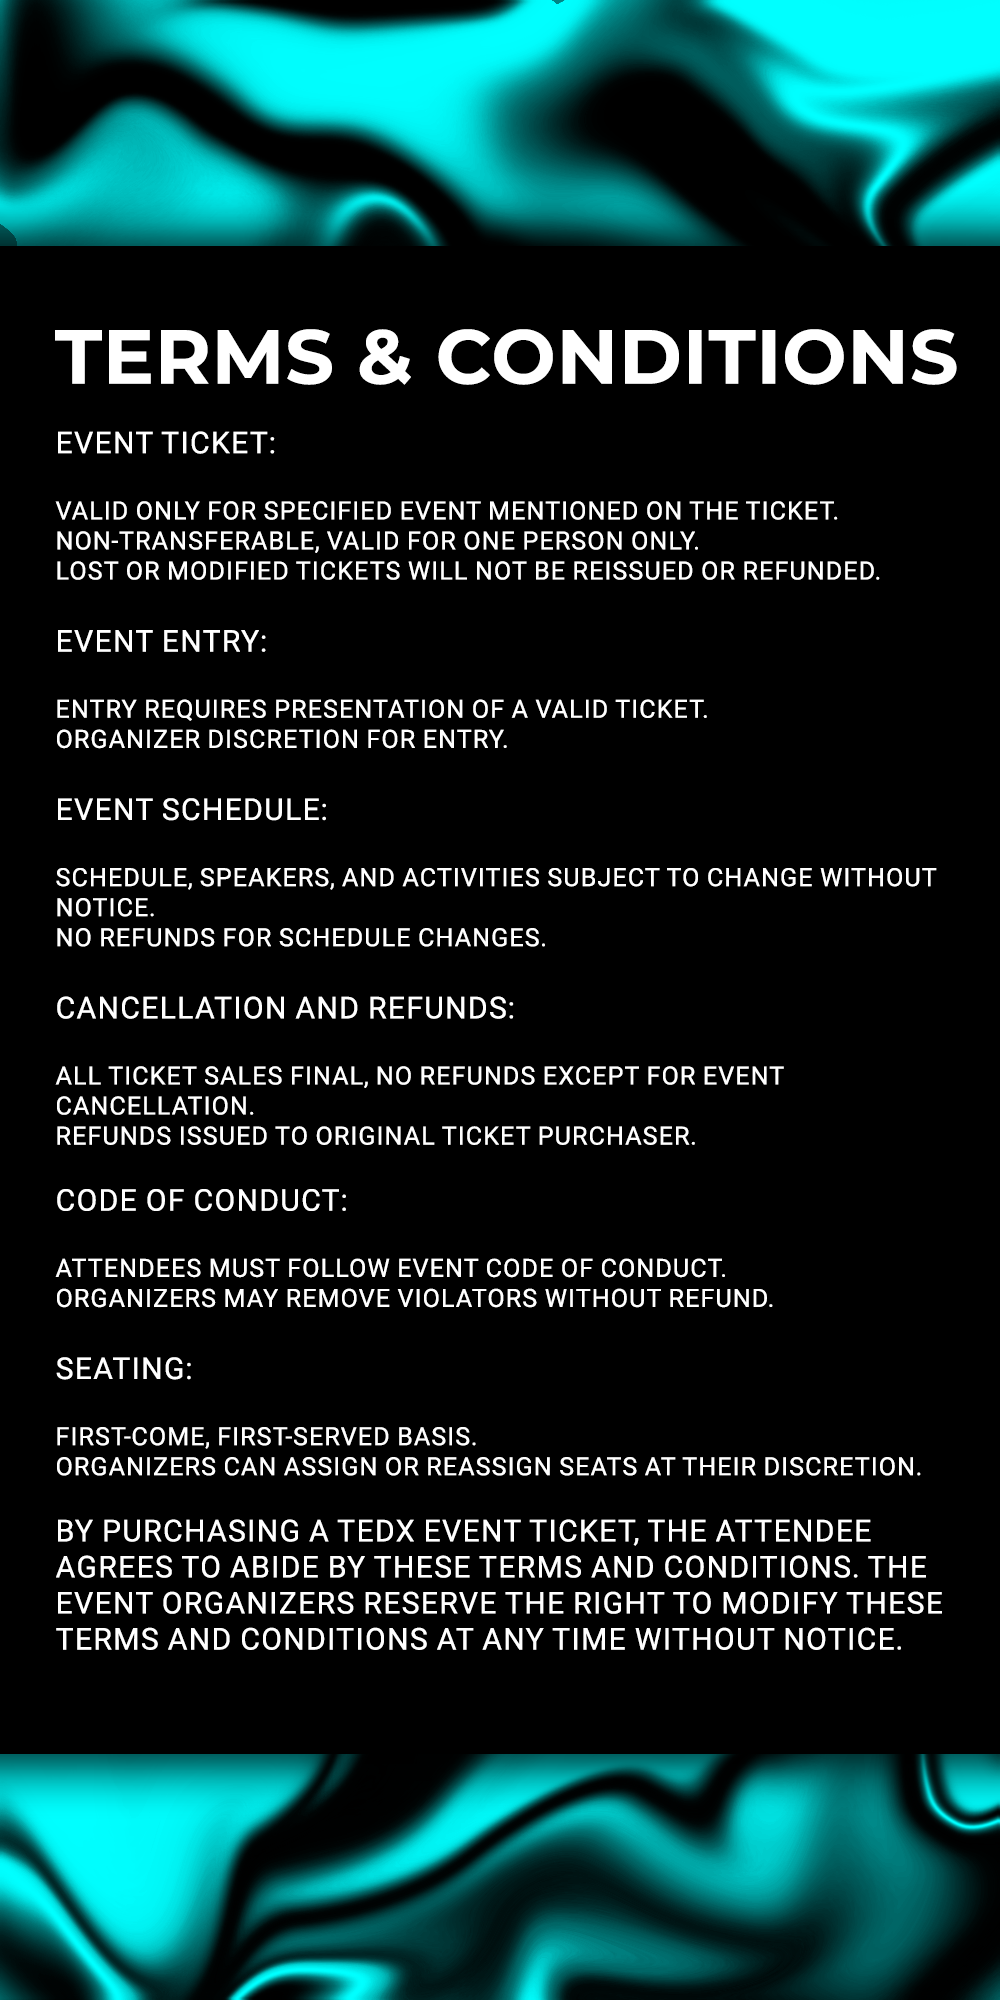 TERMS & CONDITIONS
EVENT TICKET:
VALID ONLY FOR SPECIFIED EVENT MENTIONED ON THE TICKET.
NON-TRANSFERABLE, VALID FOR ONE PERSON ONLY.
LOST OR MODIFIED TICKETS WILL NOT BE REISSUED OR REFUNDED.
EVENT ENTRY:
ENTRY REQUIRES PRESENTATION OF A VALID TICKET.
ORGANIZER DISCRETION FOR ENTRY.
EVENT SCHEDULE:
SCHEDULE, SPEAKERS, AND ACTIVITIES SUBJECT TO CHANGE WITHOUT
NOTICE.
NO REFUNDS FOR SCHEDULE CHANGES.
CANCELLATION AND REFUNDS:
ALL TICKET SALES FINAL, NO REFUNDS EXCEPT FOR EVENT
CANCELLATION.
REFUNDS ISSUED TO ORIGINAL TICKET PURCHASER.
CODE OF CONDUCT:
ATTENDEES MUST FOLLOW EVENT CODE OF CONDUCT.
ORGANIZERS MAY REMOVE VIOLATORS WITHOUT REFUND.
SEATING:
FIRST-COME, FIRST-SERVED BASIS.
ORGANIZERS CAN ASSIGN OR REASSIGN SEATS AT THEIR DISCRETION.
BY PURCHASING A TEDX EVENT TICKET, THE ATTENDEE
AGREES TO ABIDE BY THESE TERMS AND CONDITIONS. THE
EVENT ORGANIZERS RESERVE THE RIGHT TO MODIFY THESE
TERMS AND CONDITIONS AT ANY TIME WITHOUT NOTICE.